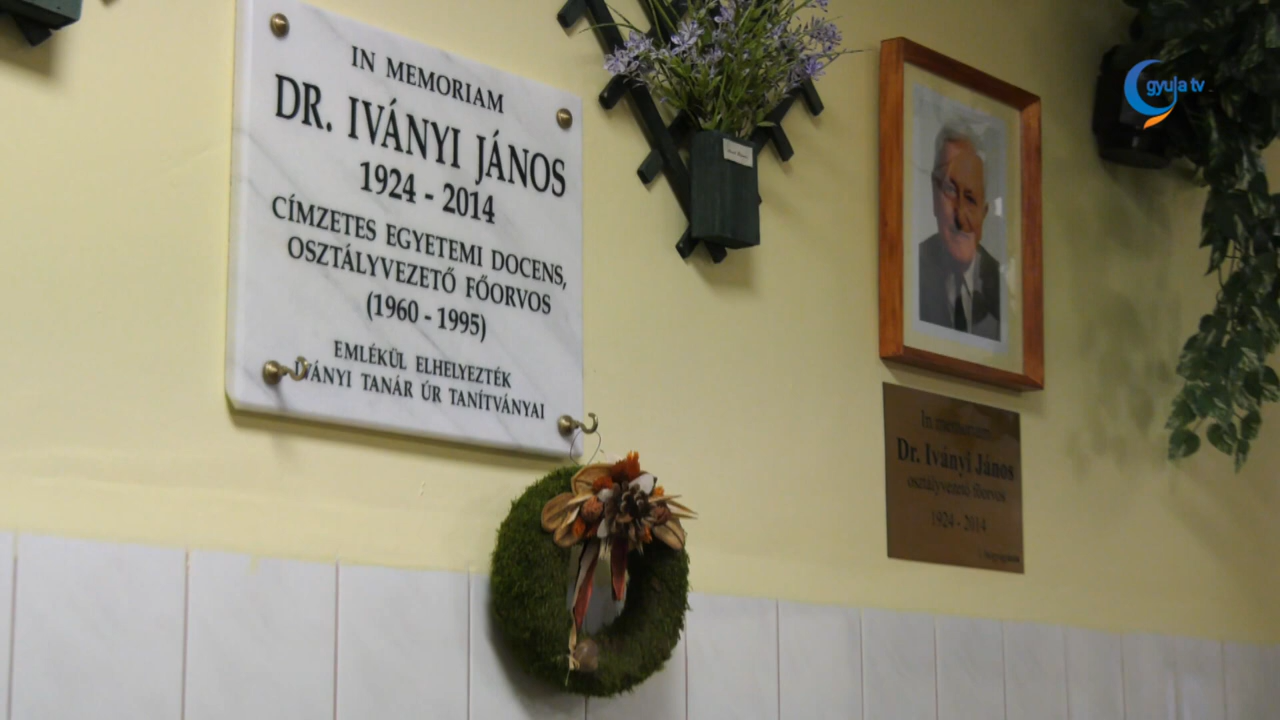 IN MEMORIAM
DR. IVÁNYI JÁNOS
1924 - 2014
CÍMZETES EGYETEMI DOCENS,
OSZTÁLYVEZETŐ FŐORVOS
(1960 - 1995)
EMLÉKÜL ELHELYEZTÉK
IVÁNYI TANÁR ÚR TANÍTVÁNYAI
gyula tv
In memoriam
Dr. Iványi János
osztályvezető főorvos
1924 - 2014